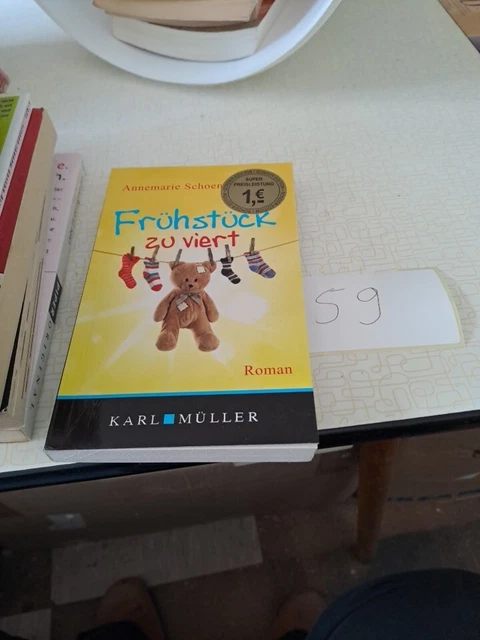 Annemarie Schoen
SUPER
PREISLEISTUNG
1,€
Frühstück
zu viert
Roman
KARL MÜLLER
59